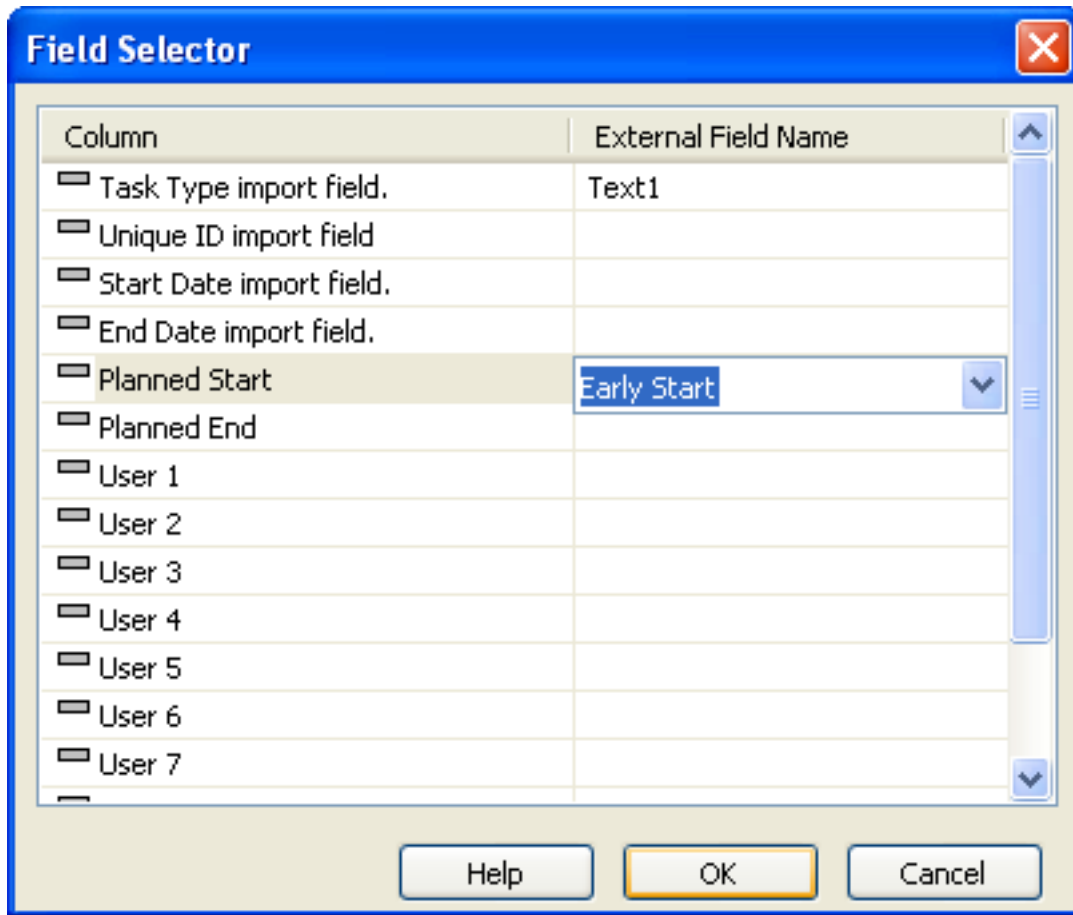 Field Selector
Column External Field Name
Task Type import field. Text1
Unique ID import field
Start Date import field.
End Date import field.
Planned Start Early Start
Planned End
User 1
User 2
User 3
User 4
User 5
User 6
User 7
Help OK Cancel